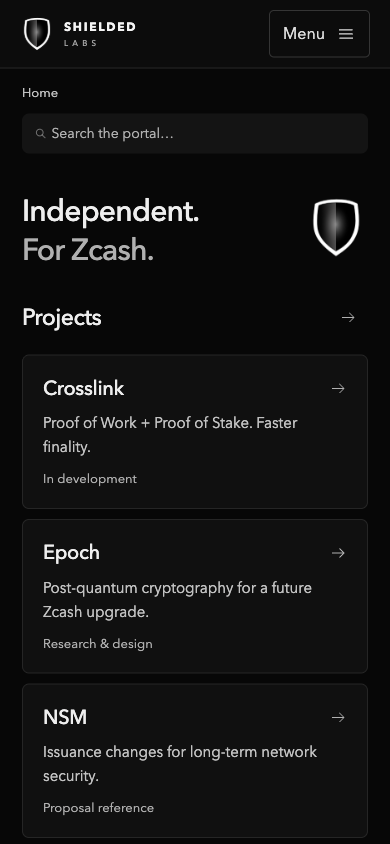 SHIELDED
LABS
Menu
Home
Search the portal...
Independent.
For Zcash.
Projects
Crosslink
Proof of Work + Proof of Stake. Faster
finality.
In development
Epoch
Post-quantum cryptography for a future
Zcash upgrade.
Research & design
NSM
Issuance changes for long-term network
security.
Proposal reference